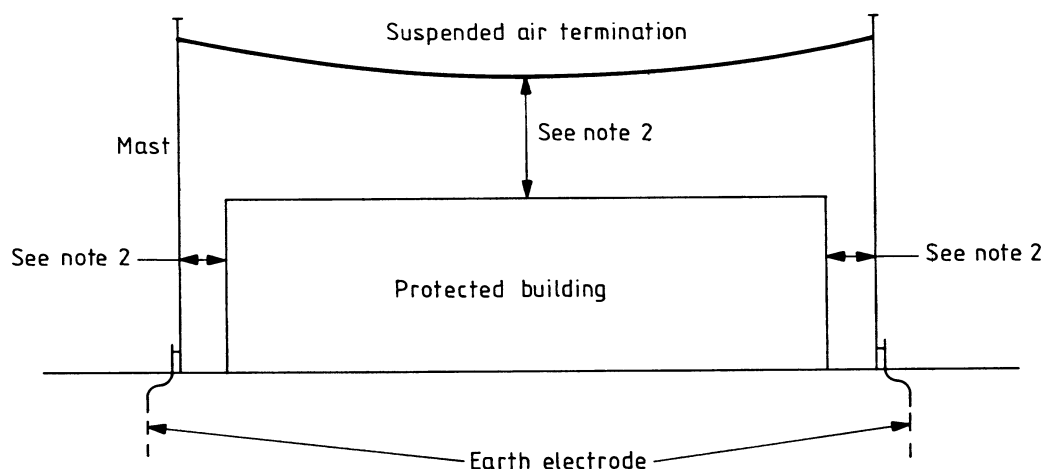 Suspended air termination
See note 2
Mast
See note 2
See note 2
Protected building
Earth electrode